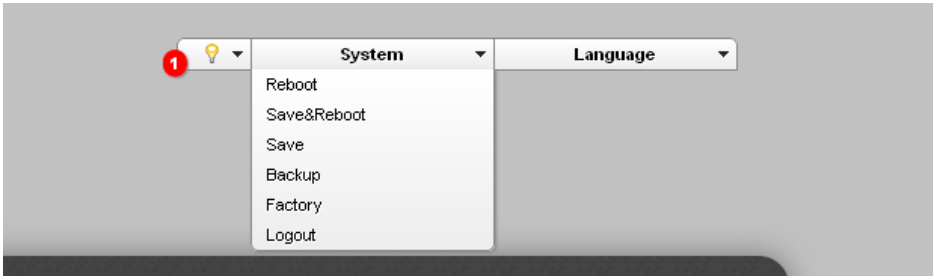 1 System Language
Reboot
Save&Reboot
Save
Backup
Factory
Logout